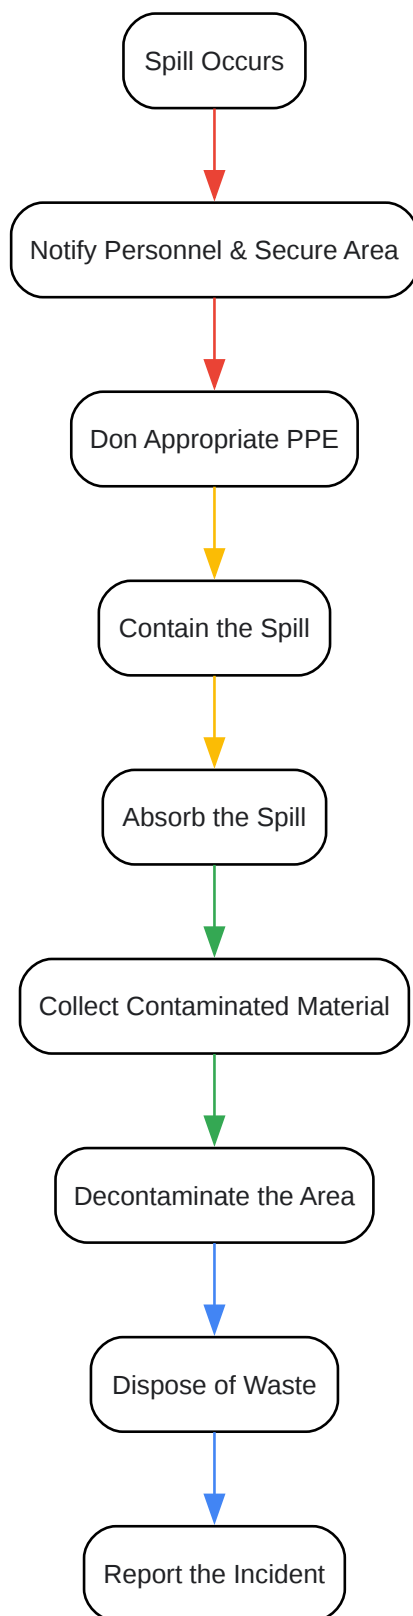 Spill Occurs
Notify Personnel & Secure Area
Don Appropriate PPE
Contain the Spill
Absorb the Spill
Collect Contaminated Material
Decontaminate the Area
Dispose of Waste
Report the Incident